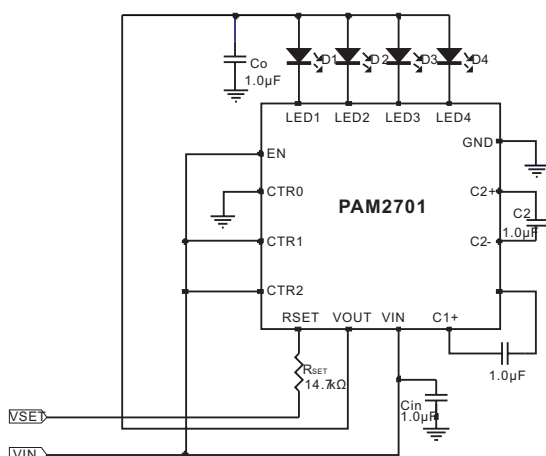 Co
1.0μF
D1
D2
D3
D4
LED1
LED2
LED3
LED4
EN
GND
CTR0
C2+
PAM2701
C2
1.0μF
CTR1
C2-
CTR2
RSET
VOUT
VIN
C1+
RSET
14.7kΩ
1.0μF
Cin
1.0μF
VSET
VIN